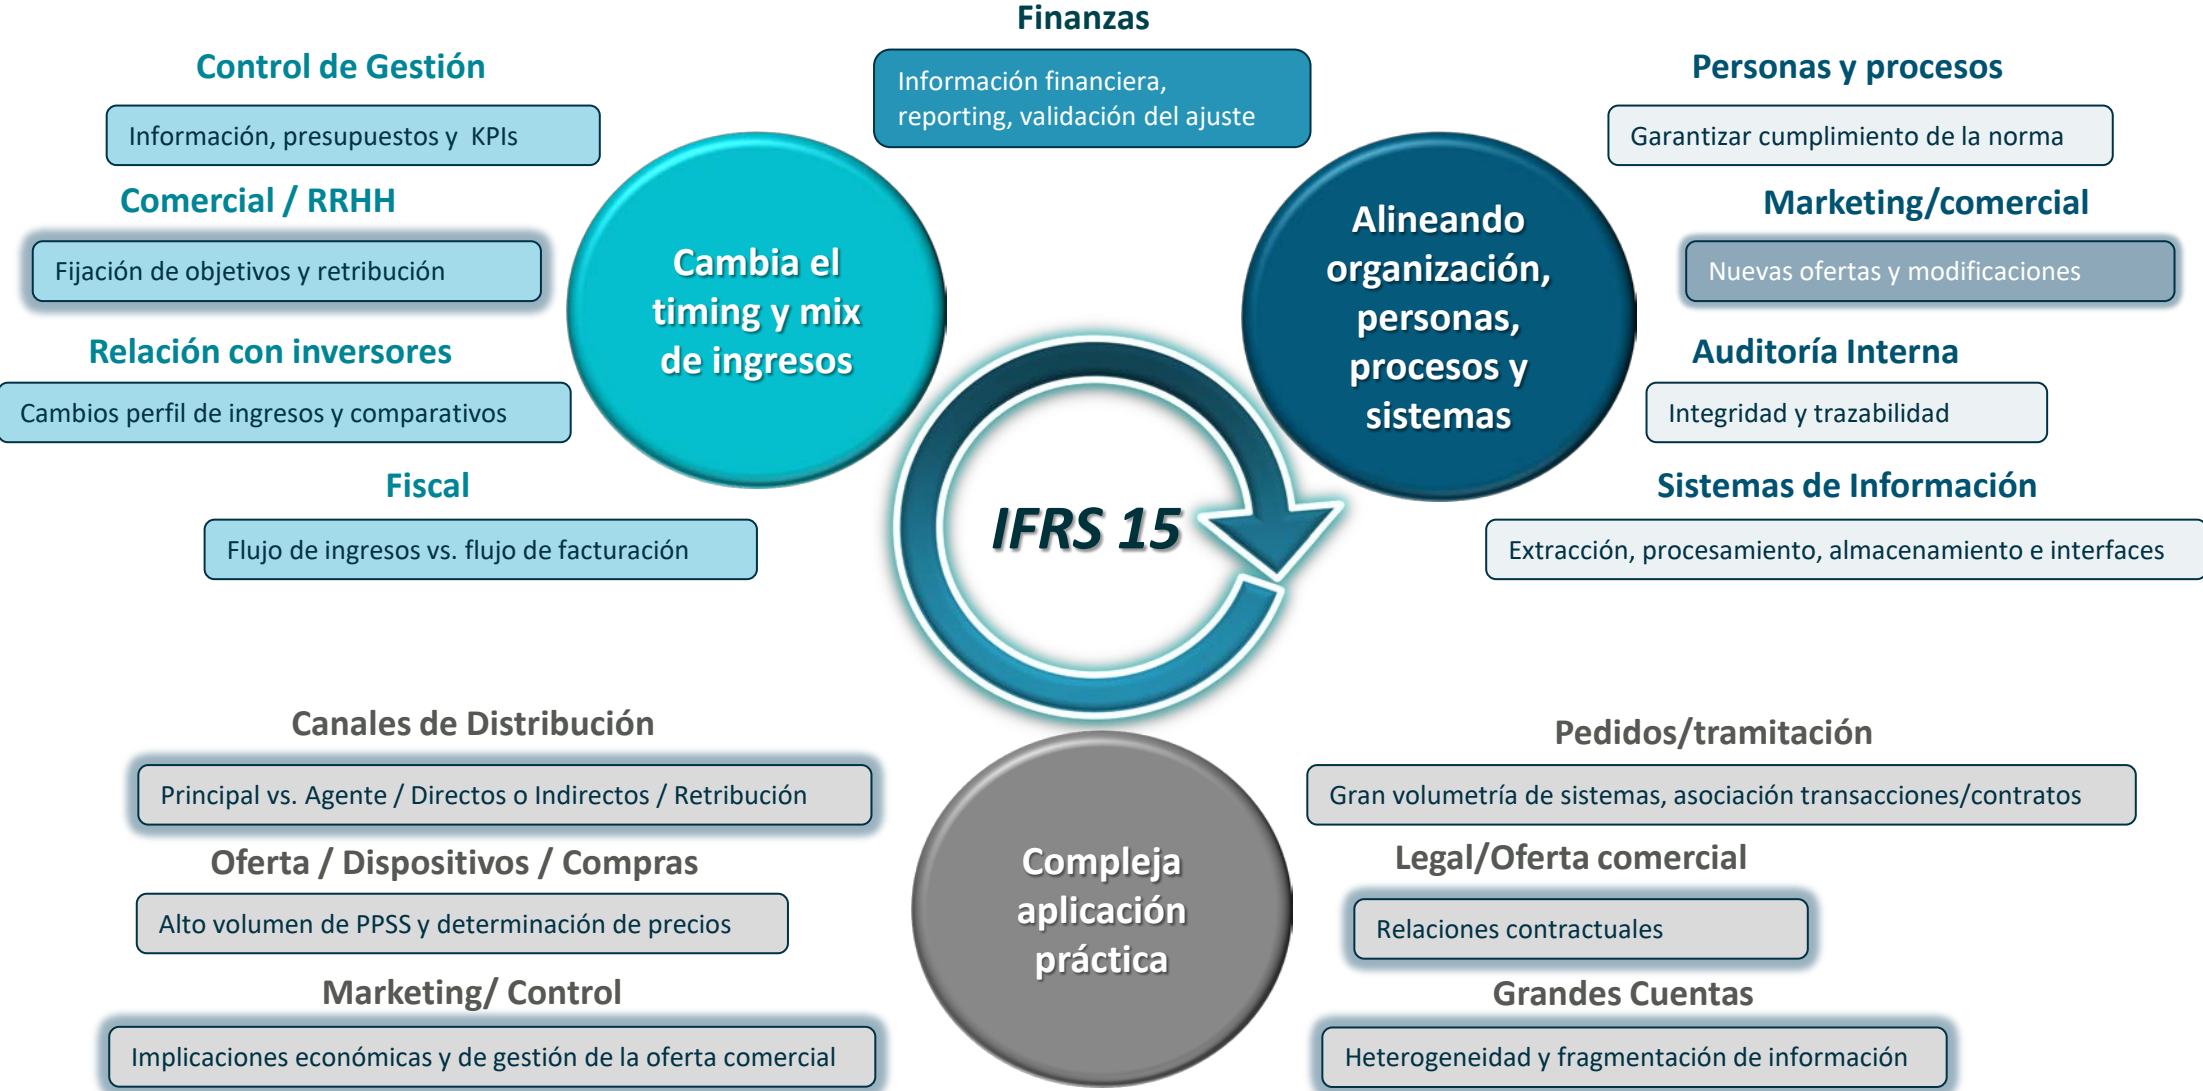 Finanzas
Información financiera,
reporting, validación del ajuste
Control de Gestión
Información, presupuestos y KPIs
Comercial / RRHH
Fijación de objetivos y retribución
Relación con inversores
Cambios perfil de ingresos y comparativos
Fiscal
Flujo de ingresos vs. flujo de facturación
Cambia el
timing y mix
de ingresos
Alineando
organización,
personas,
procesos y
sistemas
Personas y procesos
Garantizar cumplimiento de la norma
Marketing/comercial
Nuevas ofertas y modificaciones
Auditoría Interna
Integridad y trazabilidad
Sistemas de Información
Extracción, procesamiento, almacenamiento e interfaces
IFRS 15
Canales de Distribución
Principal vs. Agente / Directos o Indirectos / Retribución
Oferta / Dispositivos / Compras
Alto volumen de PPSS y determinación de precios
Marketing/ Control
Implicaciones económicas y de gestión de la oferta comercial
Compleja
aplicación
práctica
Pedidos/tramitación
Gran volumetría de sistemas, asociación transacciones/contratos
Legal/Oferta comercial
Relaciones contractuales
Grandes Cuentas
Heterogeneidad y fragmentación de información